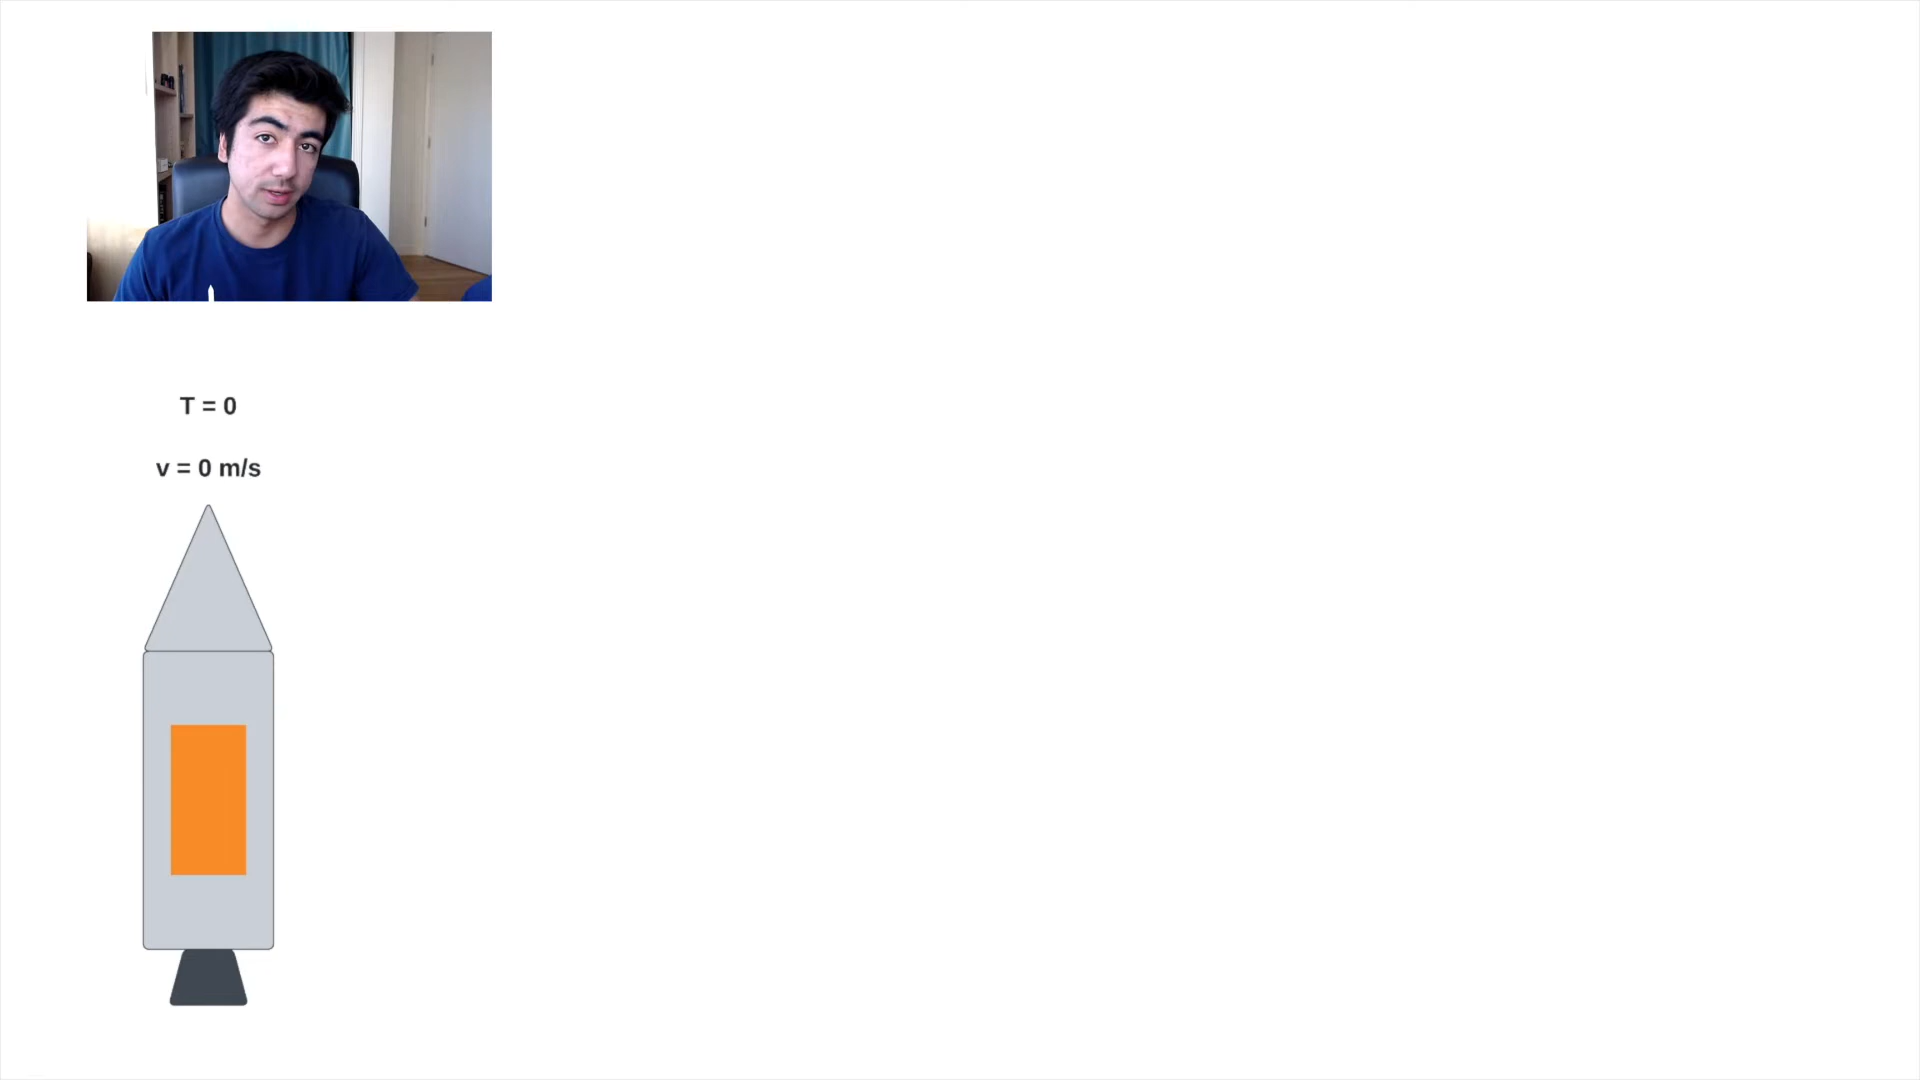 T = 0
v = 0 m/s